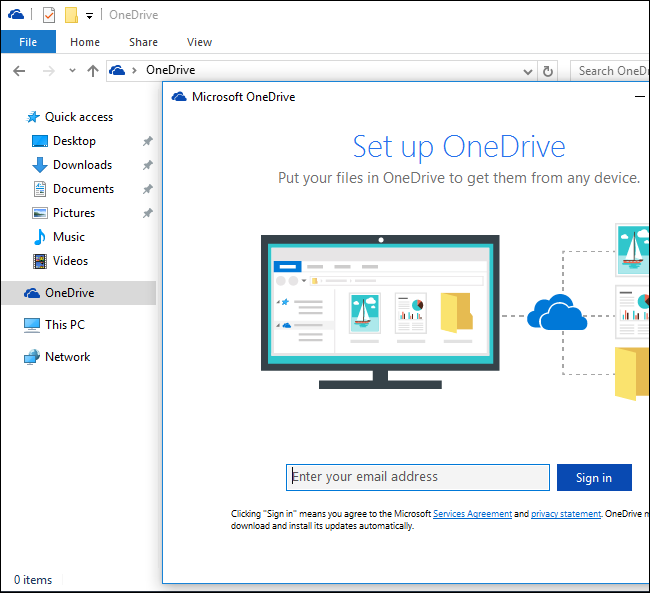 OneDrive
File Home Share View
OneDrive
Search OneD
Microsoft OneDrive
Set up OneDrive
Put your files in OneDrive to get them from any device.
Quick access
Desktop
Downloads
Documents
Pictures
Music
Videos
OneDrive
This PC
Network
Enter your email address
Sign in
Clicking "Sign in" means you agree to the Microsoft Services Agreement and privacy statement. OneDrive m
download and install its updates automatically.
0 items